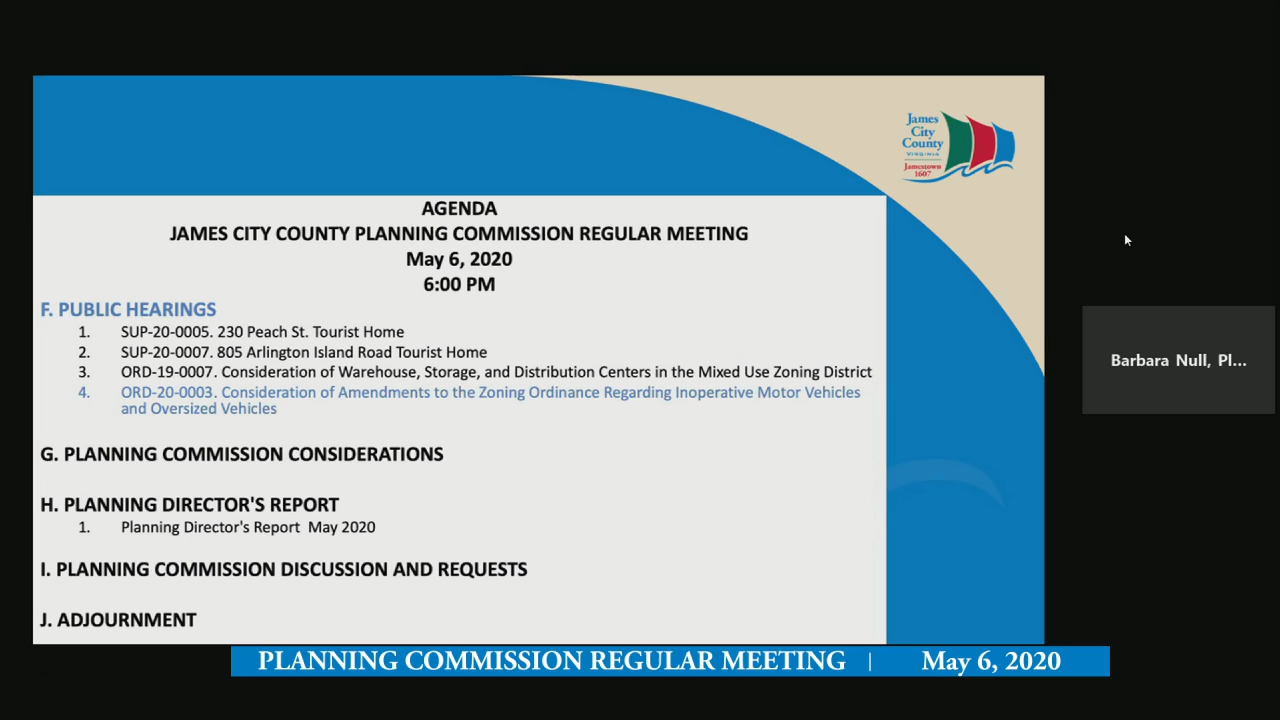 James
City
County
VIRGINIA
Jamestown
1607
AGENDA
JAMES CITY COUNTY PLANNING COMMISSION REGULAR MEETING
May 6, 2020
6:00 PM
F. PUBLIC HEARINGS
1. SUP-20-0005. 230 Peach St. Tourist Home
2. SUP-20-0007. 805 Arlington Island Road Tourist Home
3. ORD-19-0007. Consideration of Warehouse, Storage, and Distribution Centers in the Mixed Use Zoning District
4. ORD-20-0003. Consideration of Amendments to the Zoning Ordinance Regarding Inoperative Motor Vehicles
and Oversized Vehicles
G. PLANNING COMMISSION CONSIDERATIONS
H. PLANNING DIRECTOR'S REPORT
1. Planning Director's Report May 2020
I. PLANNING COMMISSION DISCUSSION AND REQUESTS
J. ADJOURNMENT
Barbara Null, Pl...
PLANNING COMMISSION REGULAR MEETING | May 6, 2020